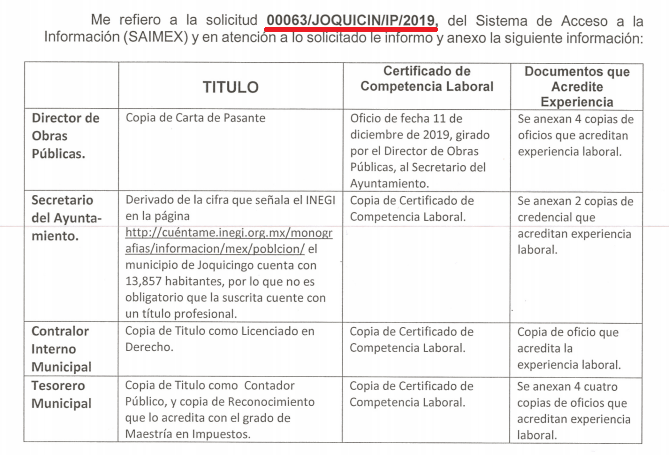 Me refiero a la solicitud 00063/JOQUICIN/IP/2019, del Sistema de Acceso a la
Información (SAIMEX) y en atención a lo solicitado le informo y anexo la siguiente información:
TITULO
Certificado de
Competencia Laboral
Documentos que
Acredite
Experiencia
Director de
Obras
Públicas.
Copia de Carta de Pasante
Oficio de fecha 11 de
diciembre de 2019, girado
por el Director de Obras
Públicas, al Secretario del
Ayuntamiento.
Se anexan 4 copias de
oficios que acreditan
experiencia laboral.
Secretario
del Ayunta-
miento.
Derivado de la cifra que señala el INEGI
en la página
http://cuéntame.inegi.org.mx/monogr
afias/informacion/mex/poblcion/ el
municipio de Joquicingo cuenta con
13,857 habitantes, por lo que no es
obligatorio que la suscrita cuente con
un título profesional.
Copia de Certificado de
Competencia Laboral.
Se anexan 2 copias de
credencial que
acreditan experiencia
laboral.
Contralor
Interno
Municipal
Copia de Titulo como Licenciado en
Derecho.
Copia de Certificado de
Competencia Laboral.
Copia de oficio que
acredita la
experiencia laboral.
Tesorero
Municipal
Copia de Titulo como Contador
Público, y copia de Reconocimiento
que lo acredita con el grado de
Maestría en Impuestos.
Copia de Certificado de
Competencia Laboral.
Se anexan 4 cuatro
copias de oficios que
acreditan experiencia
laboral.